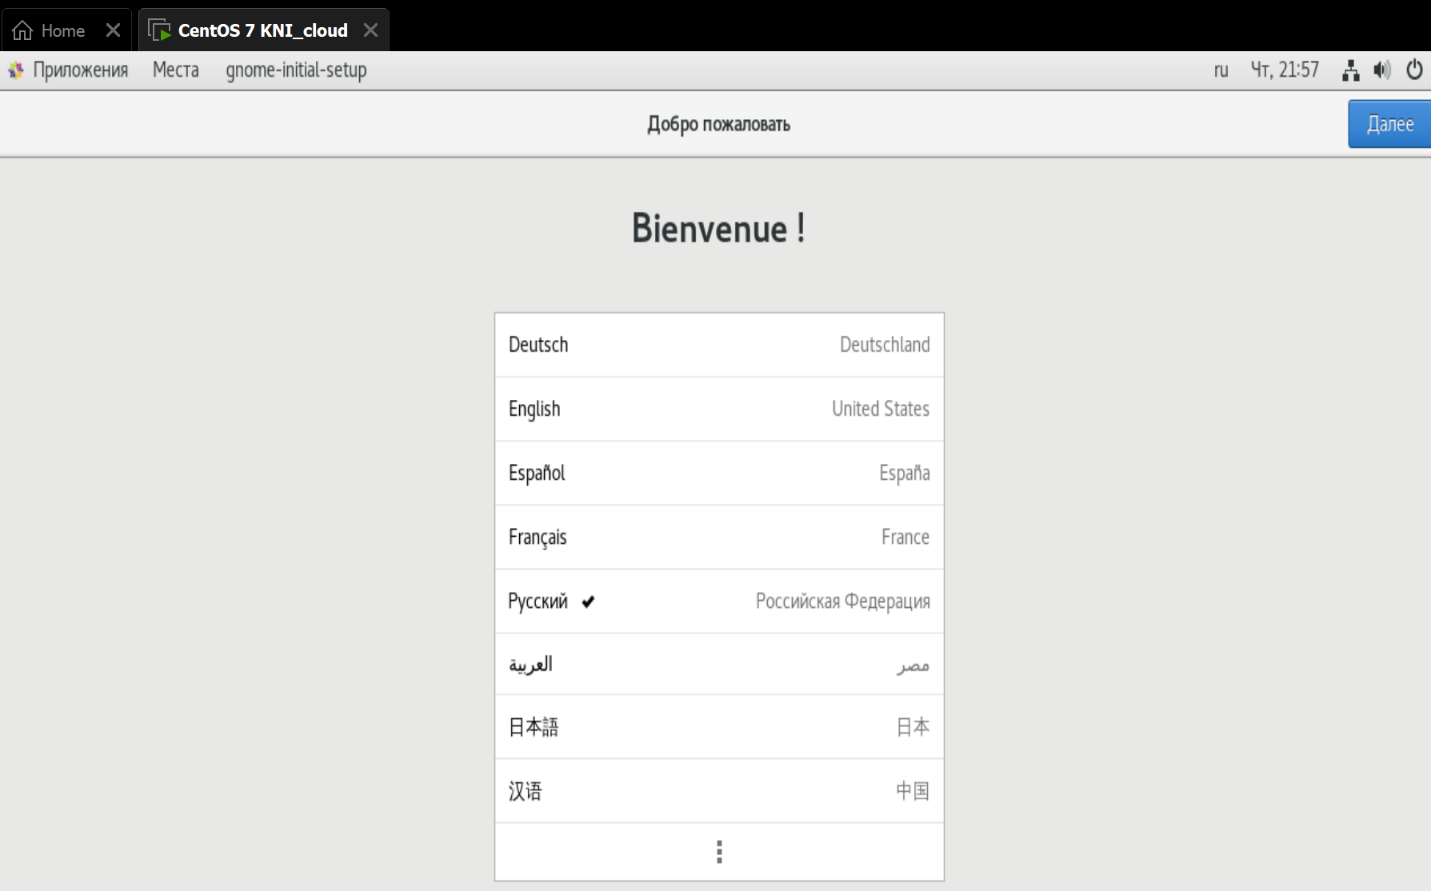 Home CentOS 7 KNI_cloud
Приложения Места gnome-initial-setup ru Чт, 21:57
Добро пожаловать Далее
Bienvenue !
Deutsch Deutschland
English United States
Español España
Français France
Русский Российская Федерация
العربية مصر
日本語 日本
汉语 中国